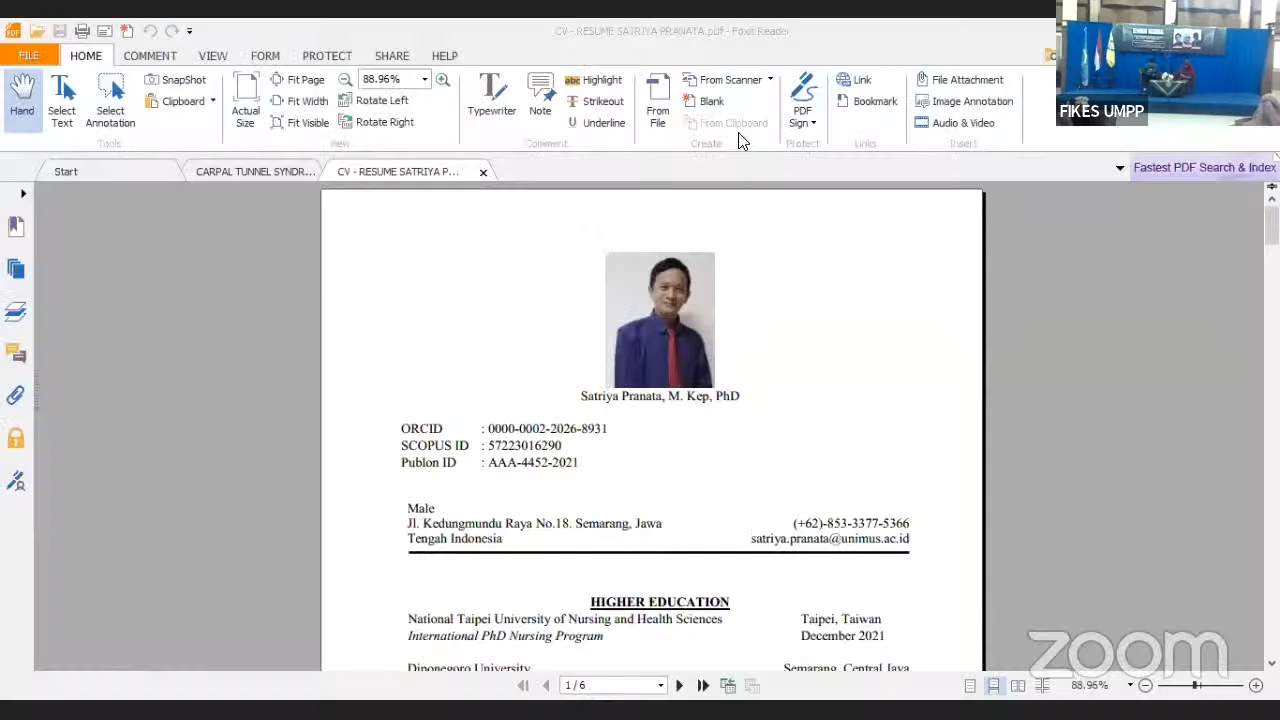 CV - RESUME SATRIYA PRANATA.pdf - Foxit Reader
FILE HOME COMMENT VIEW FORM PROTECT SHARE HELP
Hand
Select Text
Select Annotation
SnapShot
Clipboard
Tools
Actual Size
Fit Page
Fit Width
Fit Visible
88.96%
Rotate Left
Rotate Right
View
Typewriter
Note
Highlight
Strikeout
Underline
Comment
From File
From Scanner
Blank
From Clipboard
Create
PDF Sign
Protect
Link
Bookmark
Links
File Attachment
Image Annotation
Audio & Video
Insert
FIKES UMPP
Start
CARPAL TUNNEL SYNDR...
CV - RESUME SATRIYA P...
Fastest PDF Search & Index
Satriya Pranata, M. Kep, PhD
ORCID : 0000-0002-2026-8931
SCOPUS ID : 57223016290
Publon ID : AAA-4452-2021
Male
Jl. Kedungmundu Raya No.18. Semarang, Jawa (+62)-853-3377-5366
Tengah Indonesia satriya.pranata@unimus.ac.id
HIGHER EDUCATION
National Taipei University of Nursing and Health Sciences Taipei, Taiwan
International PhD Nursing Program December 2021
Diponegoro University Semarang, Central Java
zoom
1/6
88.96%